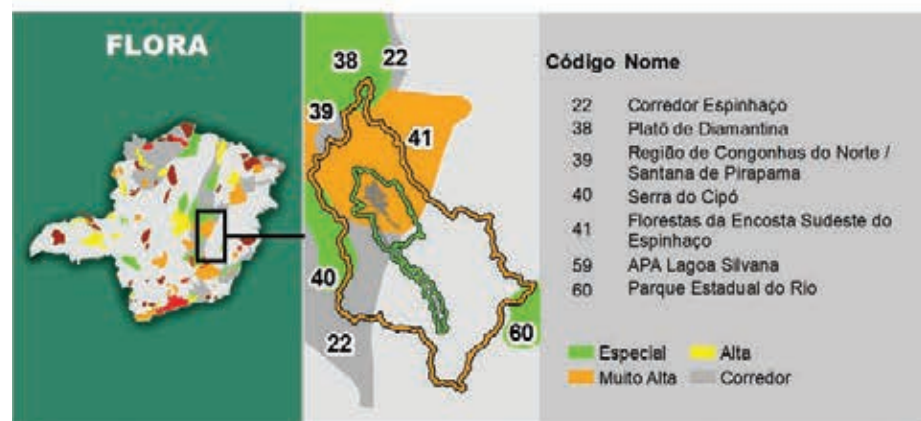 FLORA
38
22
39
41
40
22
60
Código Nome
22 Corredor Espinhaço
38 Platô de Diamantina
39 Região de Congonhas do Norte /
Santana de Pirapama
40 Serra do Cipó
41 Florestas da Encosta Sudeste do
Espinhaço
59 APA Lagoa Silvana
60 Parque Estadual do Rio
Especial Alta
Muito Alta Corredor